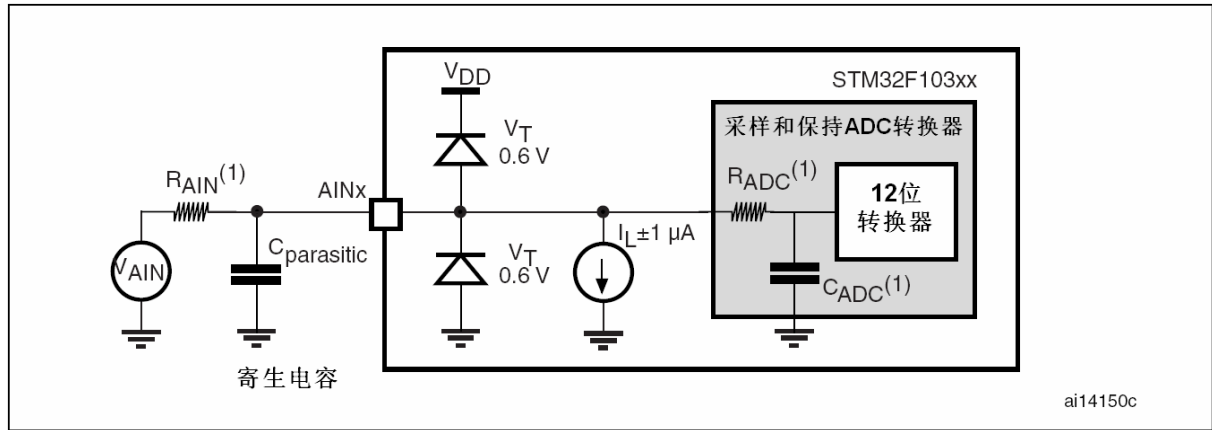 STM32F103xx
VDD
采样和保持ADC转换器
VT
0.6 V
RAIN(1)
AINx
RADC(1)
12位
转换器
IL±1 µA
VAIN
Cparasitic
VT
0.6 V
CADC(1)
寄生电容
ai14150c